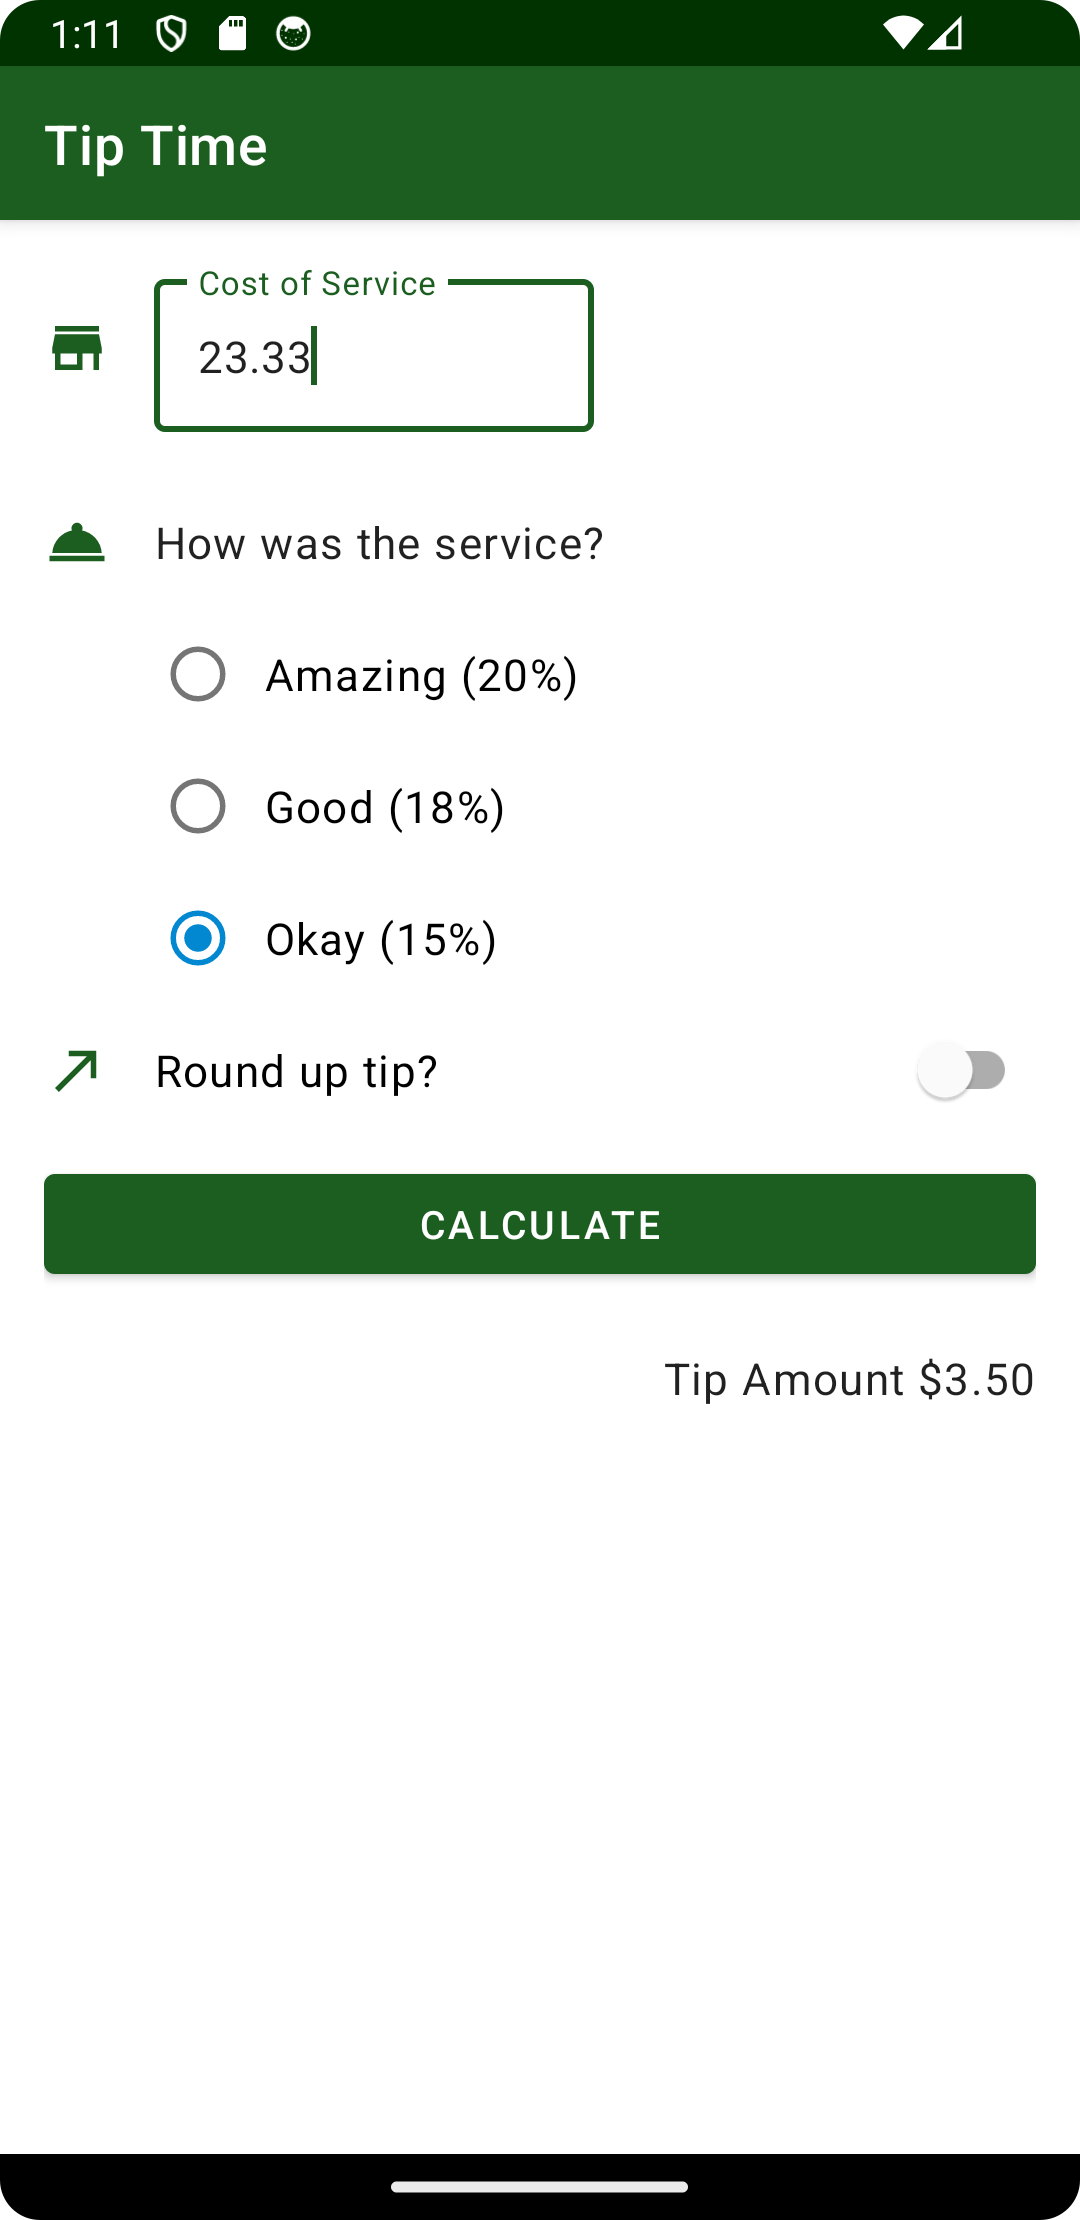 1:11
Tip Time
Cost of Service
23.33
How was the service?
Amazing (20%)
Good (18%)
Okay (15%)
Round up tip?
CALCULATE
Tip Amount $3.50